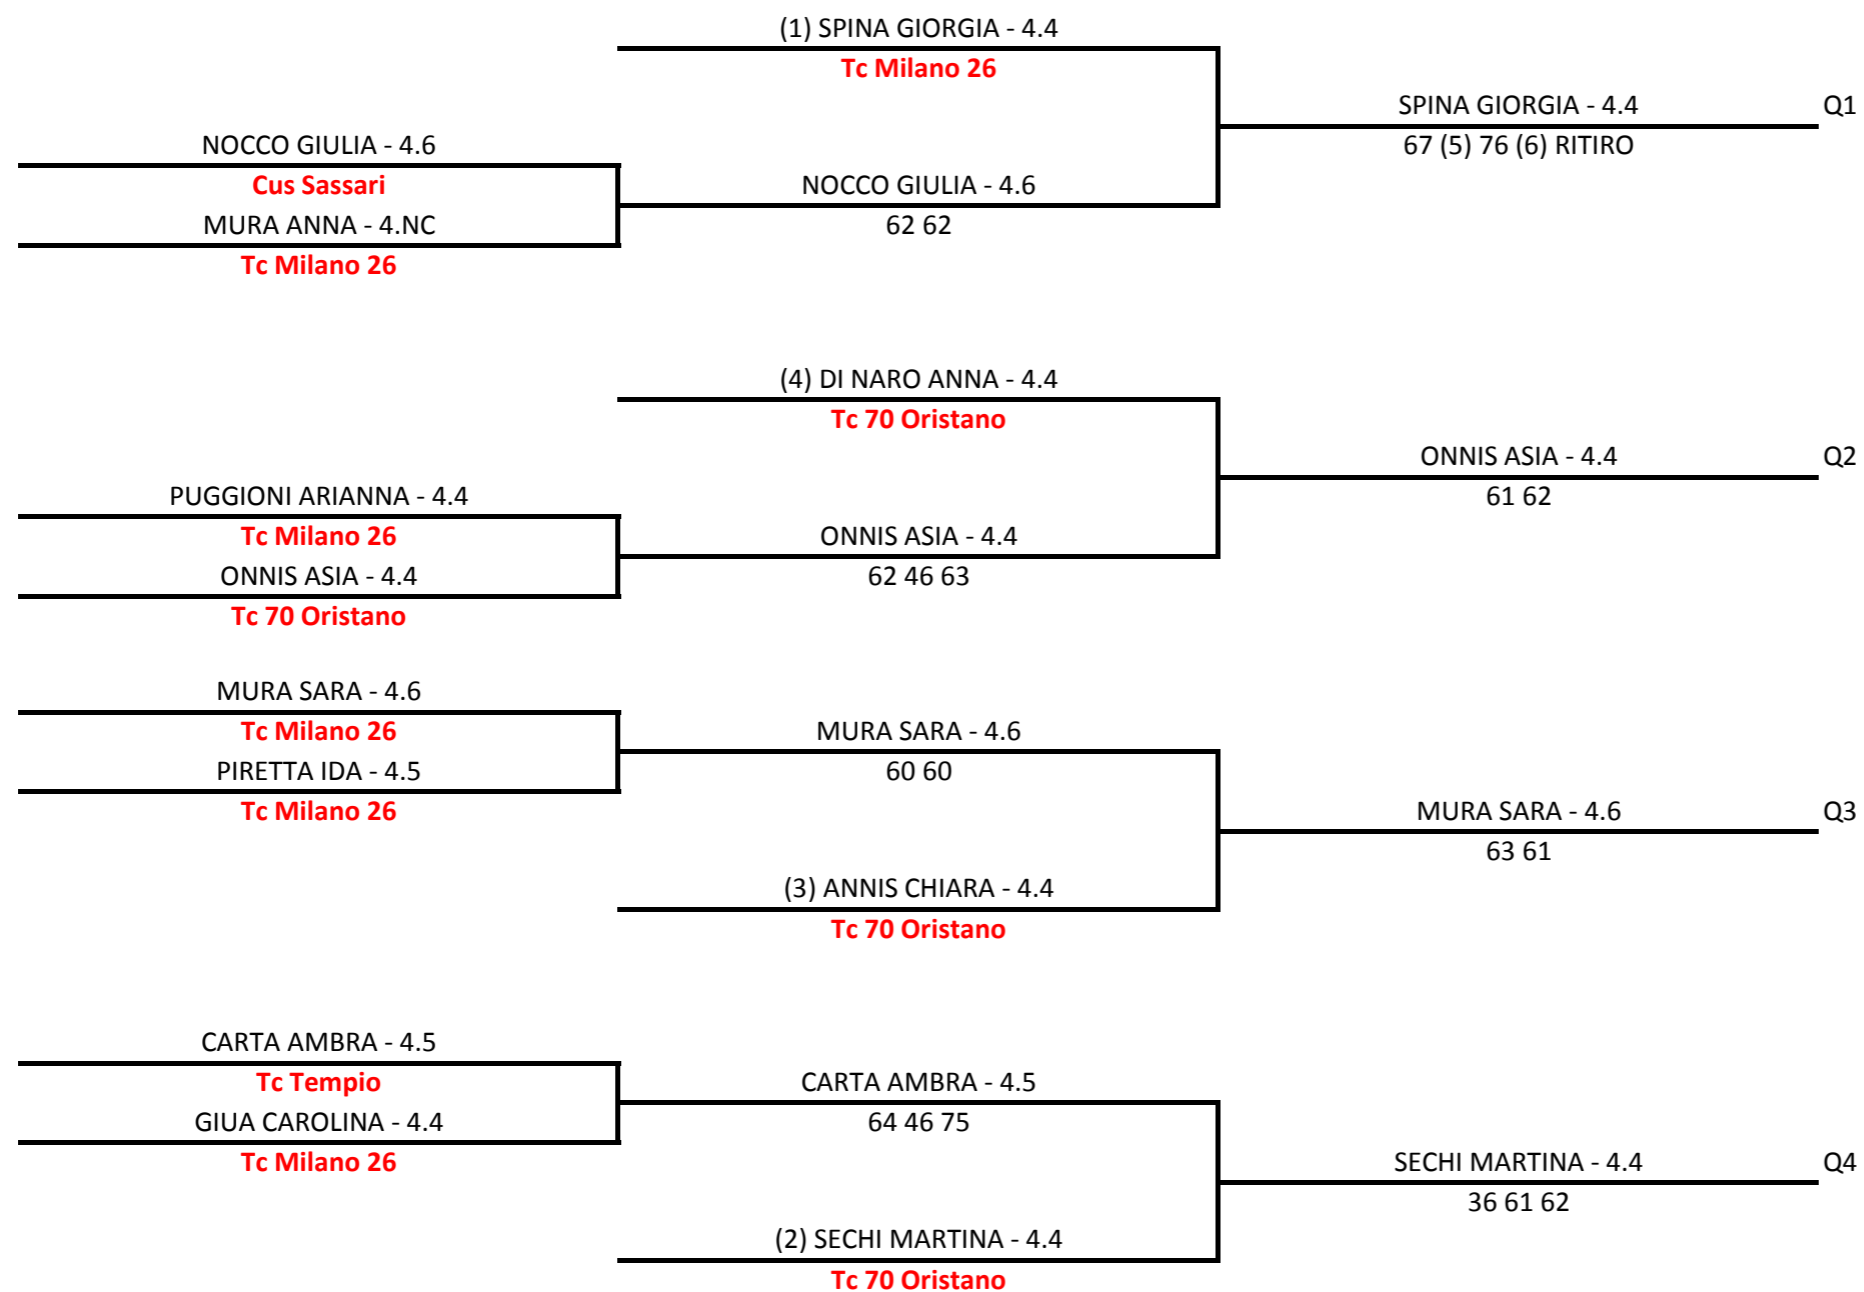 (1) SPINA GIORGIA - 4.4
Tc Milano 26
SPINA GIORGIA - 4.4 Q1
67 (5) 76 (6) RITIRO
NOCCO GIULIA - 4.6
Cus Sassari
NOCCO GIULIA - 4.6
62 62
MURA ANNA - 4.NC
Tc Milano 26
(4) DI NARO ANNA - 4.4
Tc 70 Oristano
ONNIS ASIA - 4.4 Q2
61 62
PUGGIONI ARIANNA - 4.4
Tc Milano 26
ONNIS ASIA - 4.4
62 46 63
ONNIS ASIA - 4.4
Tc 70 Oristano
MURA SARA - 4.6
Tc Milano 26
MURA SARA - 4.6
60 60
PIRETTA IDA - 4.5
Tc Milano 26
MURA SARA - 4.6 Q3
63 61
(3) ANNIS CHIARA - 4.4
Tc 70 Oristano
CARTA AMBRA - 4.5
Tc Tempio
CARTA AMBRA - 4.5
64 46 75
GIUA CAROLINA - 4.4
Tc Milano 26
SECHI MARTINA - 4.4 Q4
36 61 62
(2) SECHI MARTINA - 4.4
Tc 70 Oristano